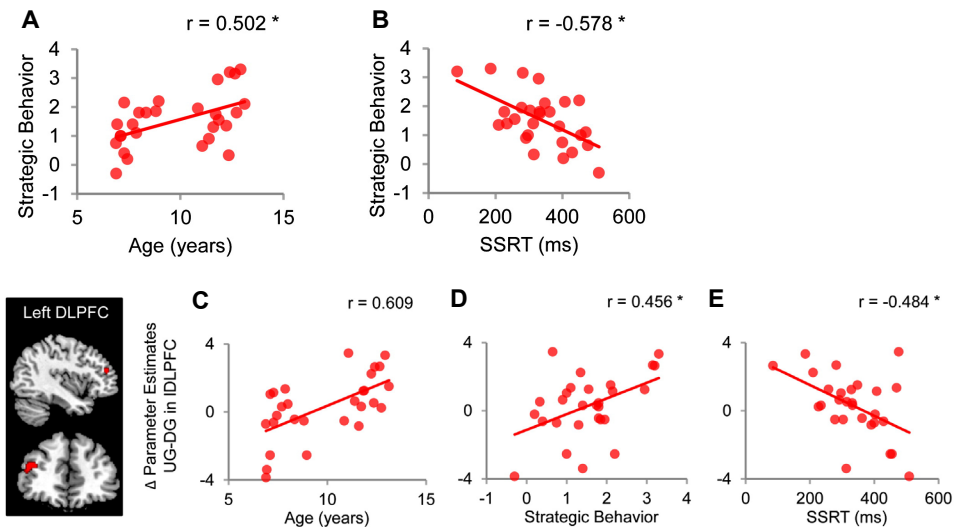 A
r = 0.502 *
Strategic Behavior
4
3
2
1
0
-1
5
10
15
Age (years)
B
r = -0.578 *
Strategic Behavior
4
3
2
1
0
-1
0
200
400
600
SSRT (ms)
Left DLPFC
C
r = 0.609
Δ Parameter Estimates
UG-DG in lDLPFC
4
0
-4
5
10
15
Age (years)
D
r = 0.456 *
4
0
-4
-1
0
1
2
3
4
Strategic Behavior
E
r = -0.484 *
4
0
-4
0
200
400
600
SSRT (ms)